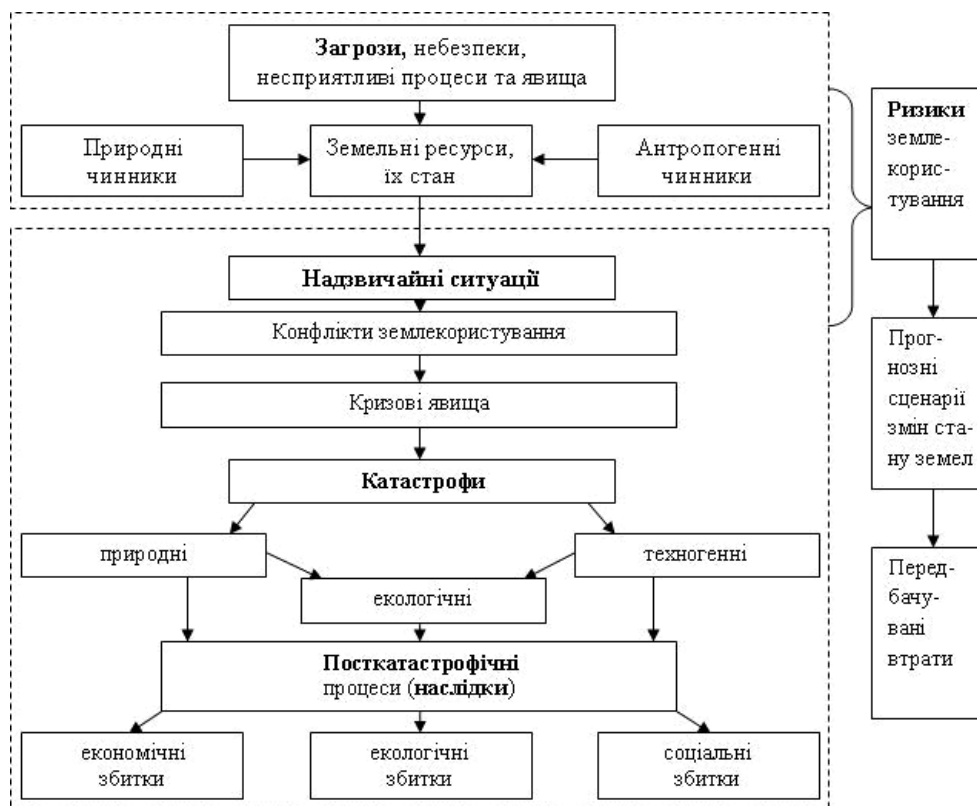 Загрози, небезпеки,
несприятливі процеси та явища
Природні
чинники
Земельні ресурси,
їх стан
Антропогенні
чинники
Ризики
земле-
корис-
тування
Надзвичайні ситуації
Конфлікти землекористування
Кризові явища
Катастрофи
Прог-
нозні
сценарії
змін ста-
ну земел
природні
техногенні
екологічні
Перед-
бачу-
вані
втрати
Посткатастрофічні
процеси (наслідки)
економічні
збитки
екологічні
збитки
соціальні
збитки